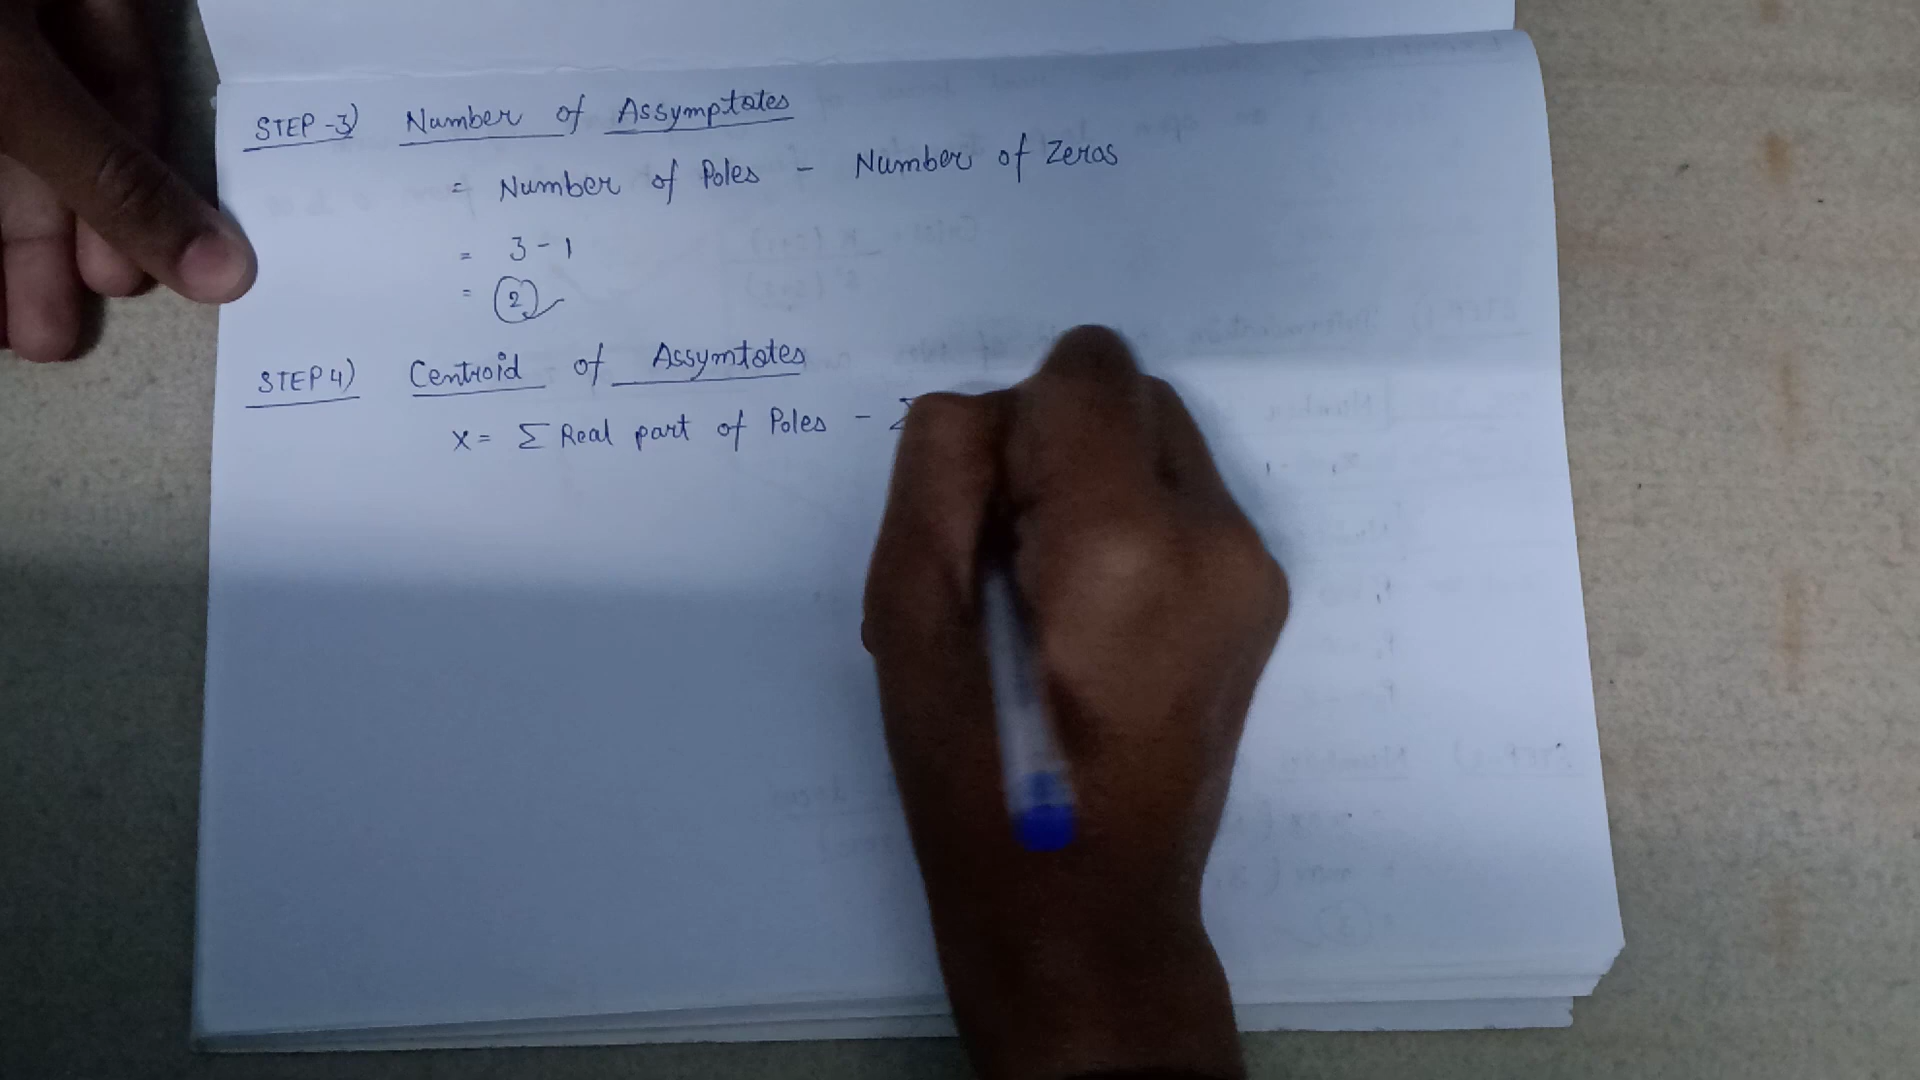 STEP-3) Number of Assymptotes
= Number of Poles - Number of Zeros
= 3-1
= 2
STEP 4) Centroid of Assymtotes
X = Σ Real part of Poles - Σ